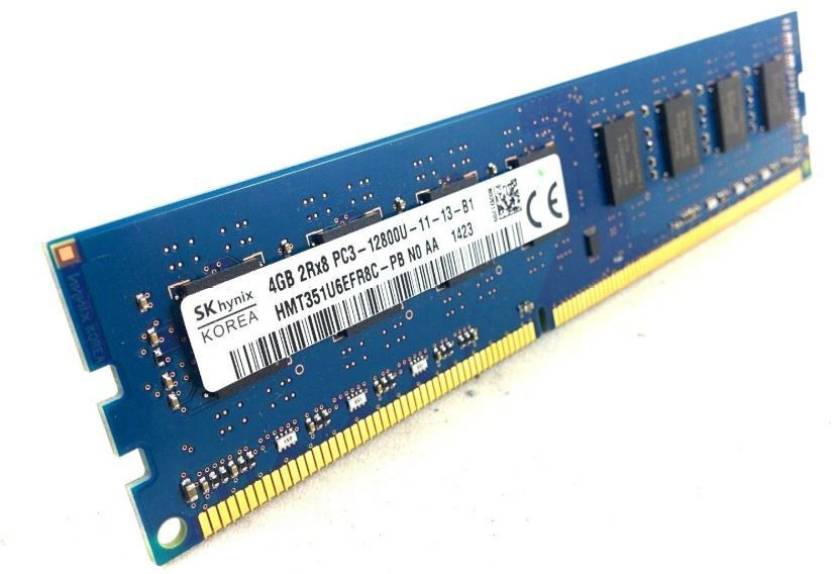 SK hynix
KOREA
4GB 2Rx8 PC3-12800U-11-13-B1
HMT351U6EFR8C-PB N0 AA 1423
CE